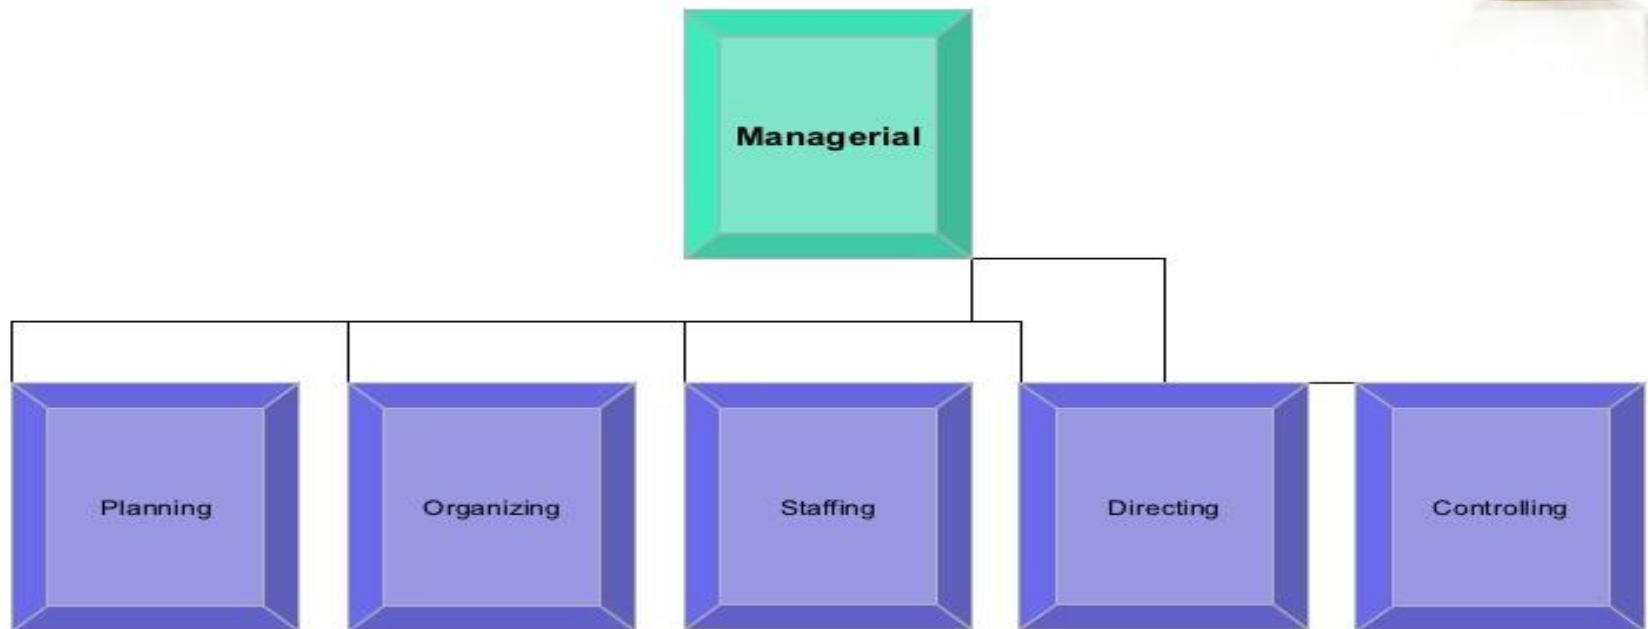 Managerial
Planning
Organizing
Staffing
Directing
Controlling